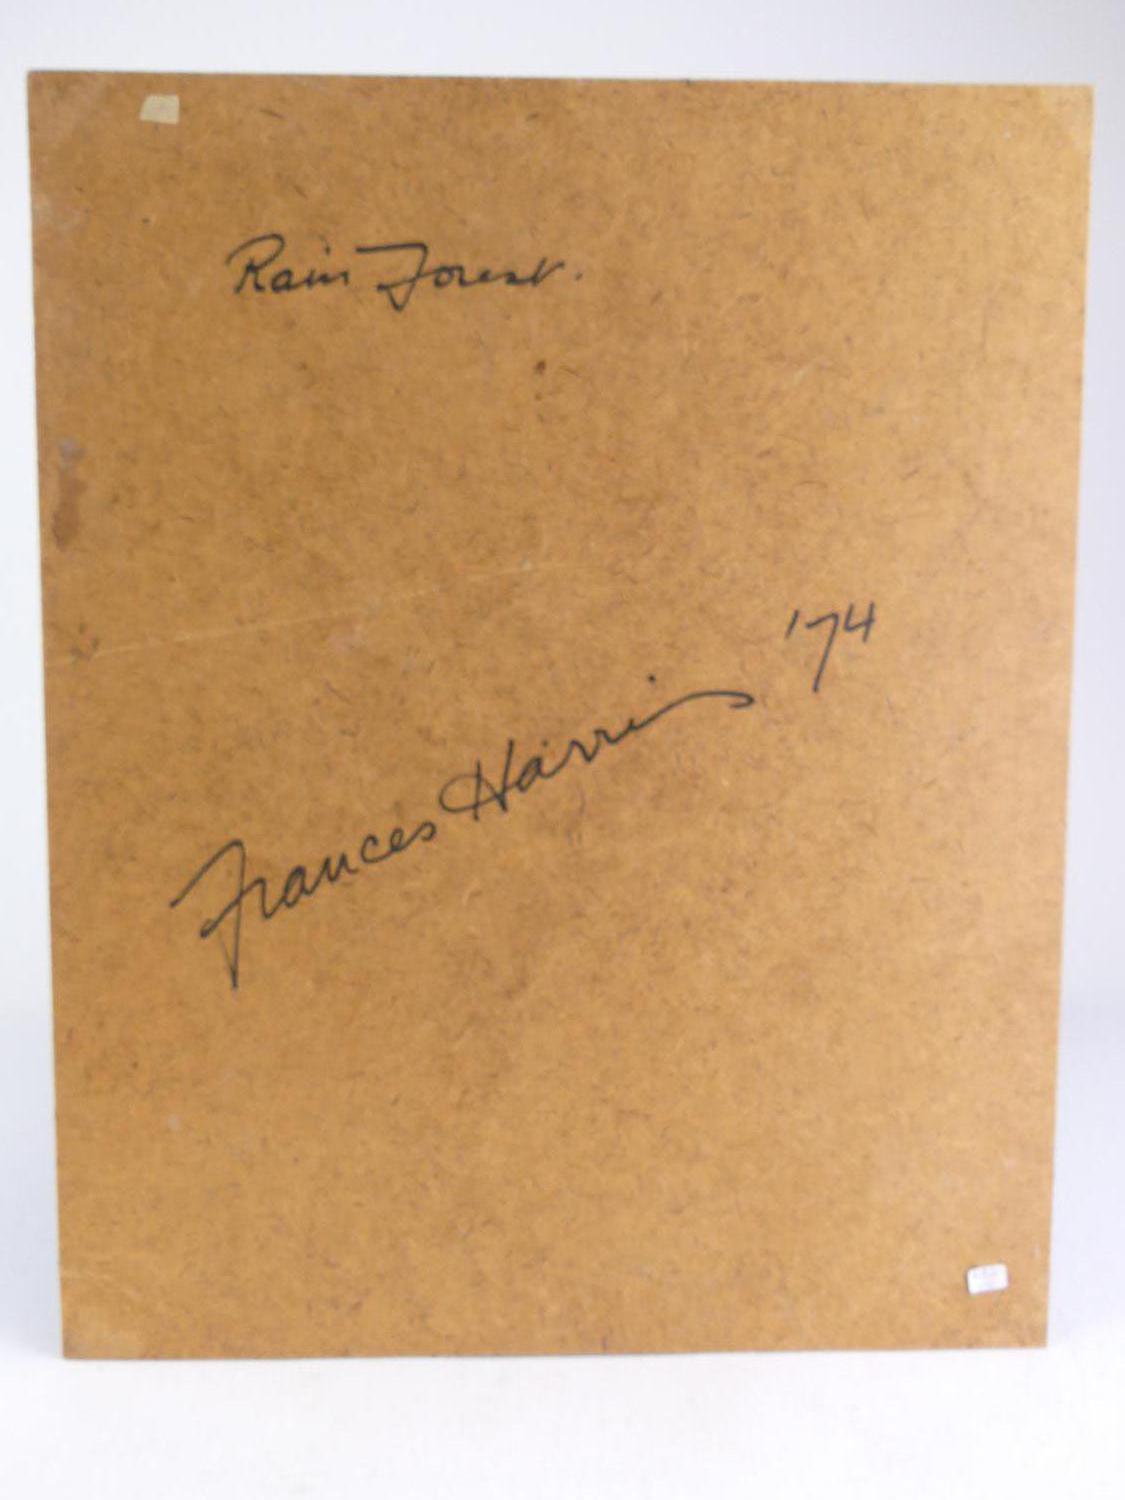 Rain Forest.
Frances Harris '74